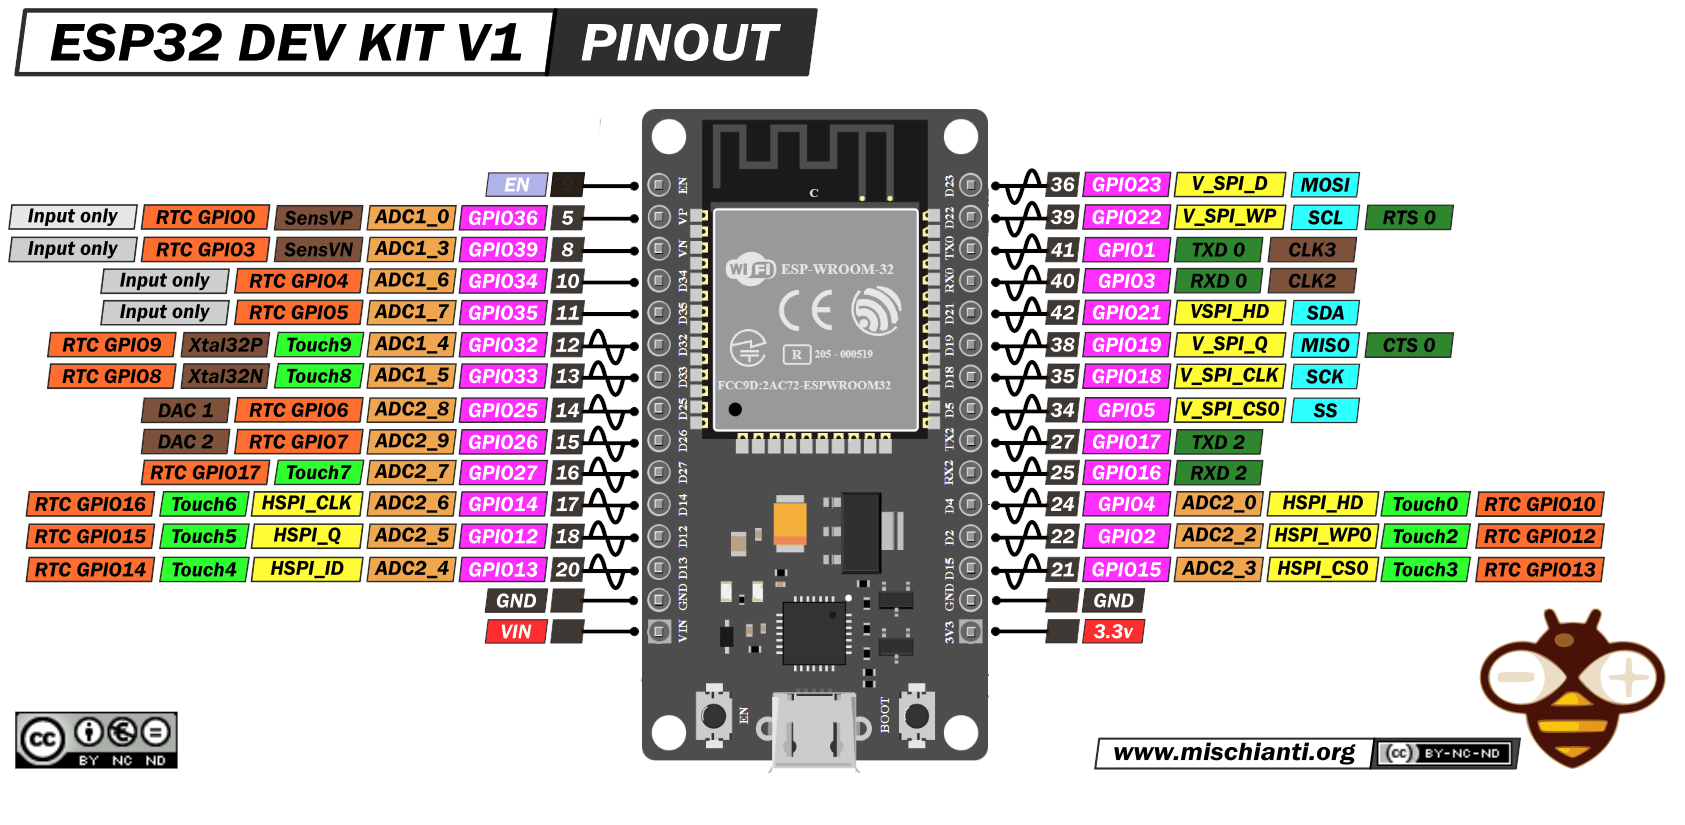 ESP32 DEV KIT V1 PINOUT
EN 9
Input only RTC GPIO0 SensVP ADC1_0 GPIO36 5
Input only RTC GPIO3 SensVN ADC1_3 GPIO39 8
Input only RTC GPIO4 ADC1_6 GPIO34 10
Input only RTC GPIO5 ADC1_7 GPIO35 11
RTC GPIO9 Xtal32P Touch9 ADC1_4 GPIO32 12
RTC GPIO8 Xtal32N Touch8 ADC1_5 GPIO33 13
DAC 1 RTC GPIO6 ADC2_8 GPIO25 14
DAC 2 RTC GPIO7 ADC2_9 GPIO26 15
RTC GPIO17 Touch7 ADC2_7 GPIO27 16
RTC GPIO16 Touch6 HSPI_CLK ADC2_6 GPIO14 17
RTC GPIO15 Touch5 HSPI_Q ADC2_5 GPIO12 18
RTC GPIO14 Touch4 HSPI_ID ADC2_4 GPIO13 20
GND
VIN
EN
VP
VN
D34
D35
D32
D33
D25
D26
D27
D14
D12
D13
GND
VIN
C
WiFi ESP-WROOM-32
CE
R 205 - 000519
FCC9D:2AC72-ESPWROOM32
EN
BOOT
D23
D22
TX0
RX0
D21
D19
D18
D5
TX2
RX2
D4
D2
D15
GND
3V3
36 GPIO23 V_SPI_D MOSI
39 GPIO22 V_SPI_WP SCL RTS 0
41 GPIO1 TXD 0 CLK3
40 GPIO3 RXD 0 CLK2
42 GPIO21 VSPI_HD SDA
38 GPIO19 V_SPI_Q MISO CTS 0
35 GPIO18 V_SPI_CLK SCK
34 GPIO5 V_SPI_CS0 SS
27 GPIO17 TXD 2
25 GPIO16 RXD 2
24 GPIO4 ADC2_0 HSPI_HD Touch0 RTC GPIO10
22 GPIO2 ADC2_2 HSPI_WP0 Touch2 RTC GPIO12
21 GPIO15 ADC2_3 HSPI_CS0 Touch3 RTC GPIO13
GND
3.3v
cc BY NC ND
www.mischianti.org cc BY-NC-ND